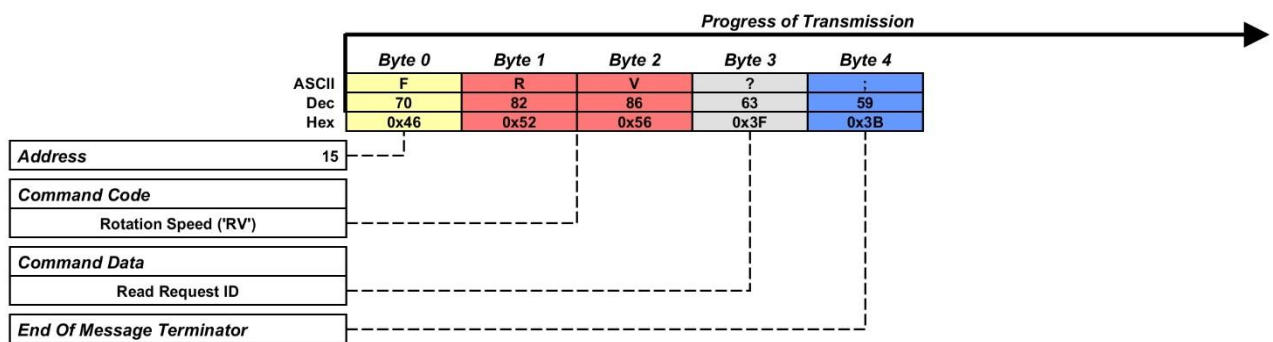 Progress of Transmission
Byte 0 Byte 1 Byte 2 Byte 3 Byte 4
ASCII F R V ? ;
Dec 70 82 86 63 59
Hex 0x46 0x52 0x56 0x3F 0x3B
Address 15
Command Code
Rotation Speed ('RV')
Command Data
Read Request ID
End Of Message Terminator